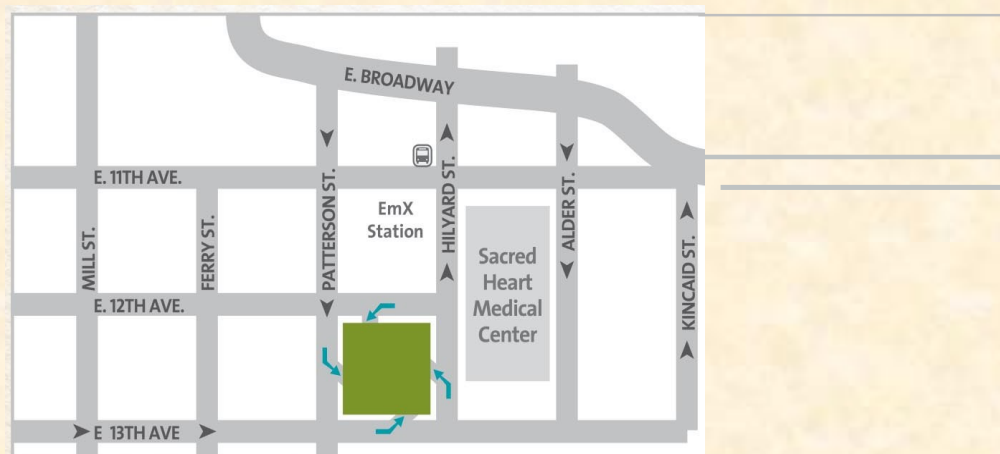 E. BROADWAY
E. 11TH AVE.
EmX
Station
MILL ST.
FERRY ST.
PATTERSON ST.
HILYARD ST.
ALDER ST.
KINCAID ST.
Sacred
Heart
Medical
Center
E. 12TH AVE.
E 13TH AVE